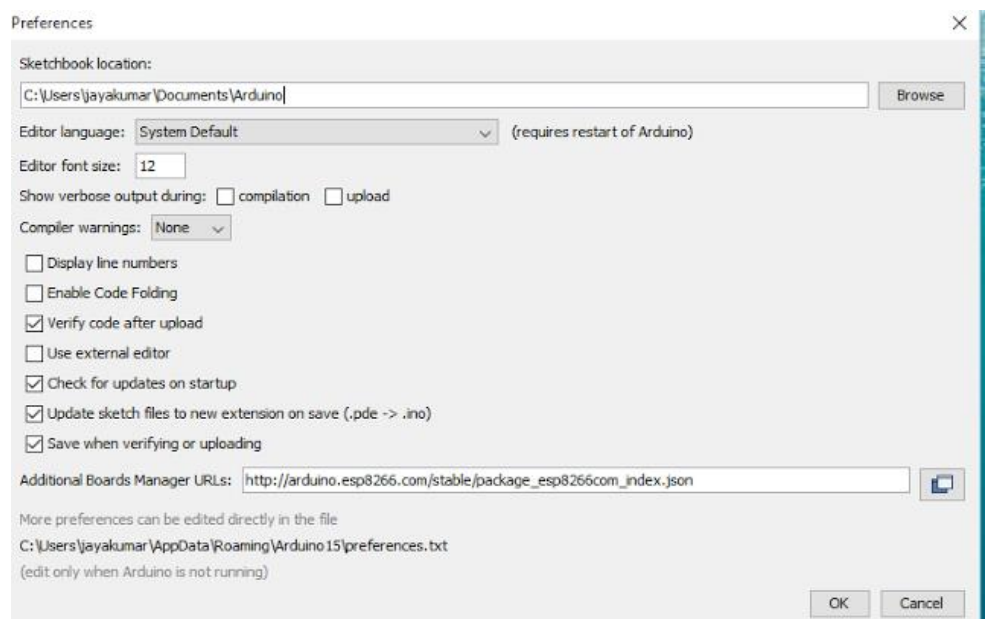 Preferences
Sketchbook location:
C:\Users\jayakumar\Documents\Arduino Browse
Editor language: System Default (requires restart of Arduino)
Editor font size: 12
Show verbose output during: compilation upload
Compiler warnings: None
Display line numbers
Enable Code Folding
Verify code after upload
Use external editor
Check for updates on startup
Update sketch files to new extension on save (.pde -> .ino)
Save when verifying or uploading
Additional Boards Manager URLs: http://arduino.esp8266.com/stable/package_esp8266com_index.json
More preferences can be edited directly in the file
C:\Users\jayakumar\AppData\Roaming\Arduino15\preferences.txt
(edit only when Arduino is not running)
OK Cancel